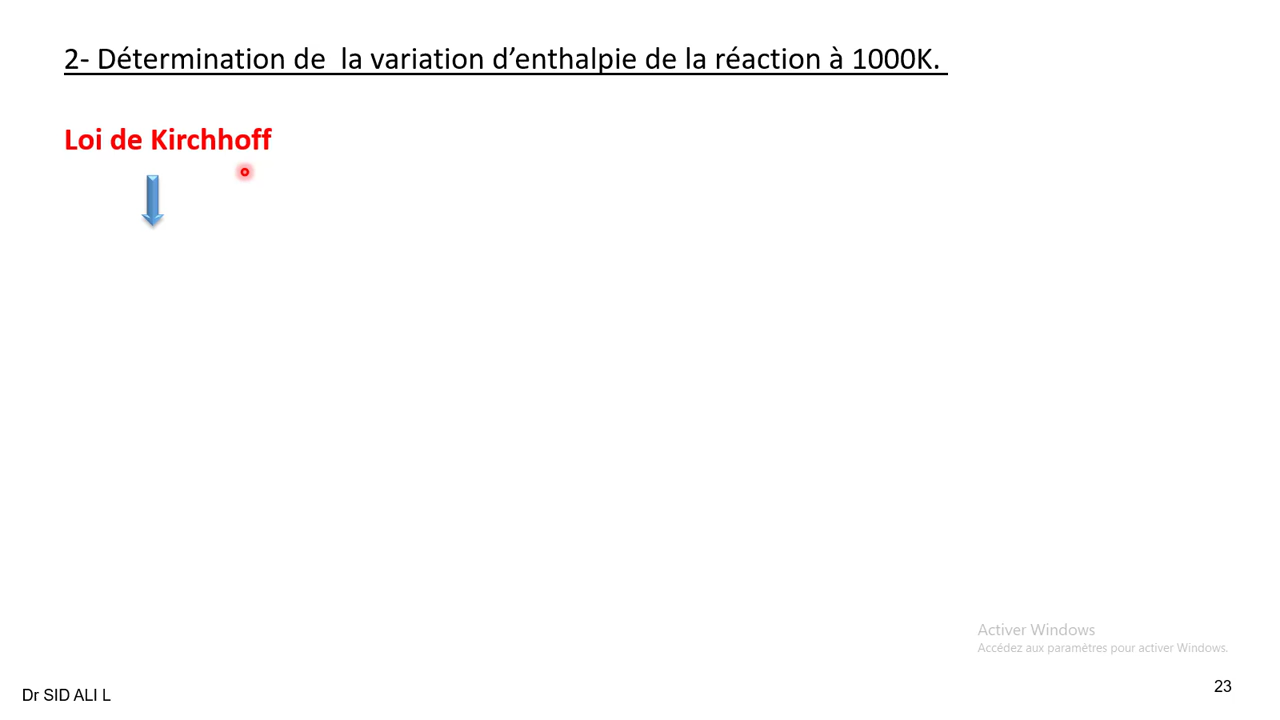 2- Détermination de  la variation d’enthalpie de la réaction à 1000K.
Loi de Kirchhoff
Activer Windows
Accédez aux paramètres pour activer Windows.
Dr SID ALI L
23